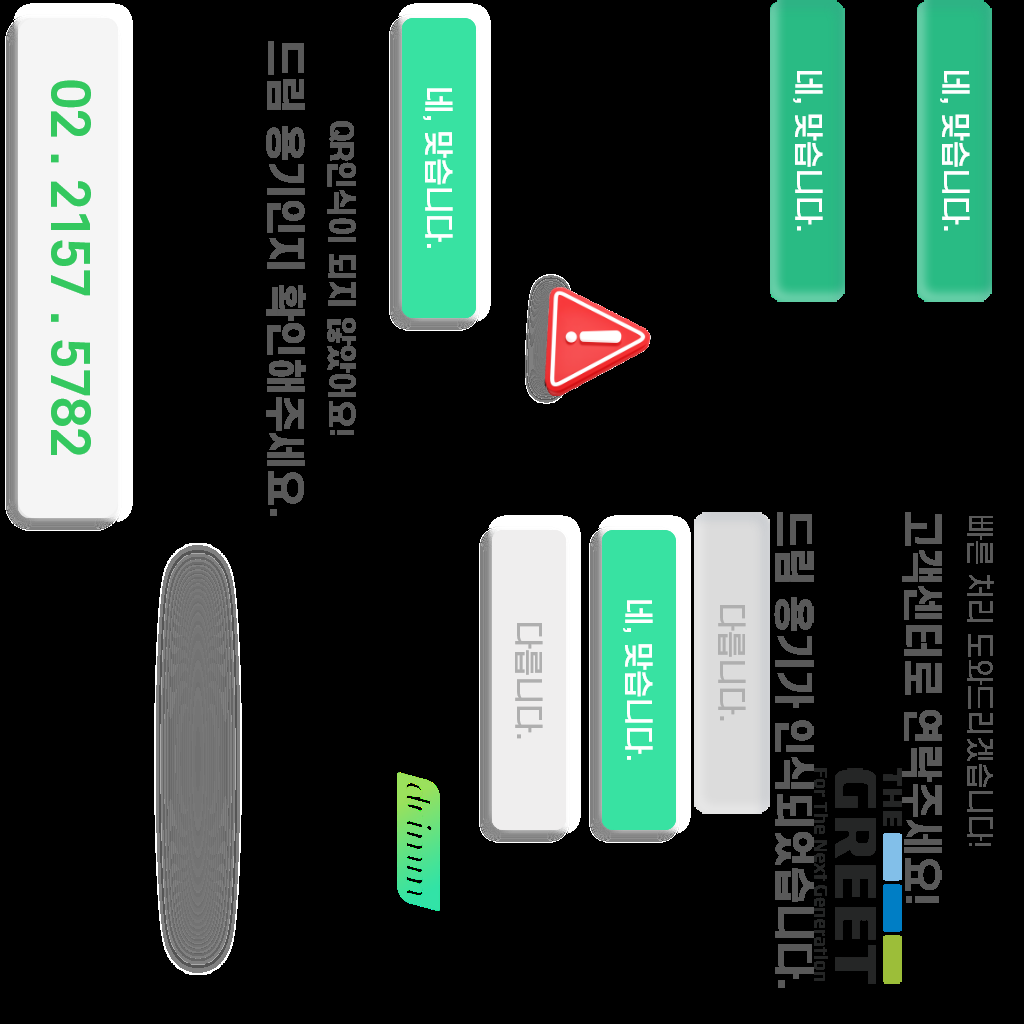 02.2157.5782
드림 용기인지 확인해주세요.
QR인식이 되지 않았어요!
네, 맞습니다.
네, 맞습니다.
네, 맞습니다.
다릅니다.
네, 맞습니다.
다릅니다.
드림 용기가 인식되었습니다.
고객센터로 연락주세요!
빠른 처리 도와드리겠습니다!
THE
GREET
For The Next Generation